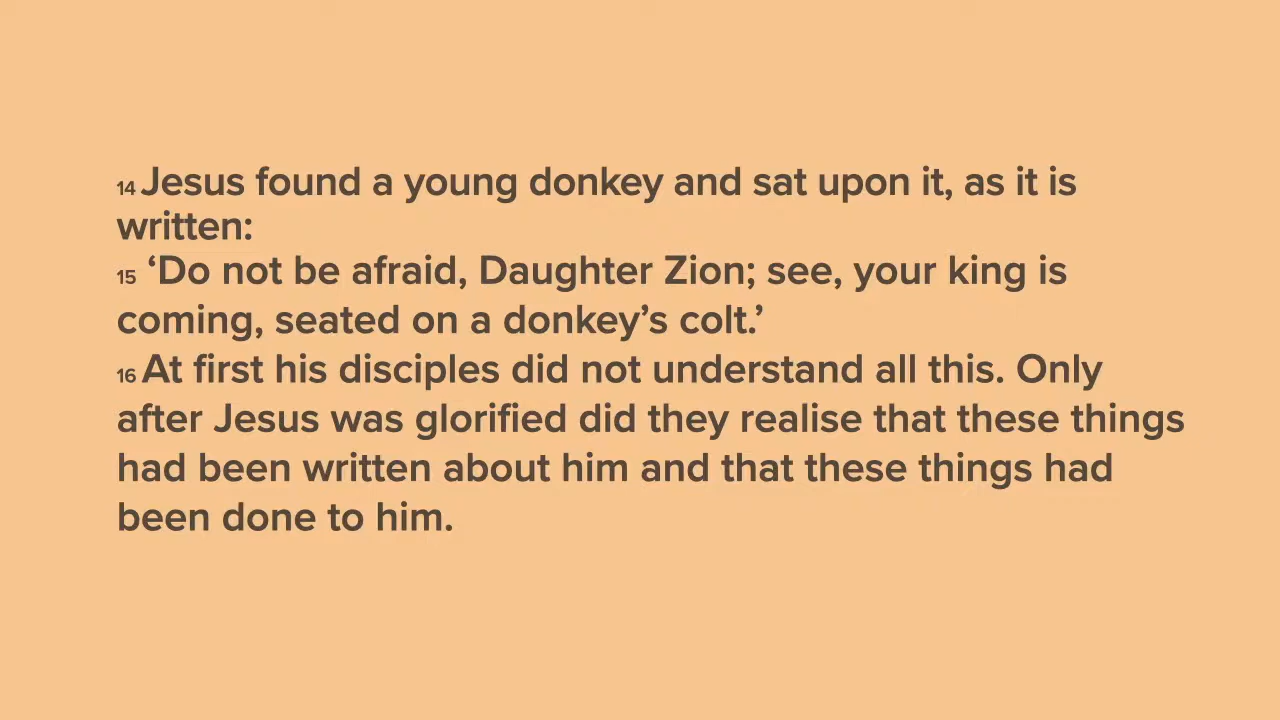 14 Jesus found a young donkey and sat upon it, as it is
written:
15 ‘Do not be afraid, Daughter Zion; see, your king is
coming, seated on a donkey’s colt.’
16 At first his disciples did not understand all this. Only
after Jesus was glorified did they realise that these things
had been written about him and that these things had
been done to him.